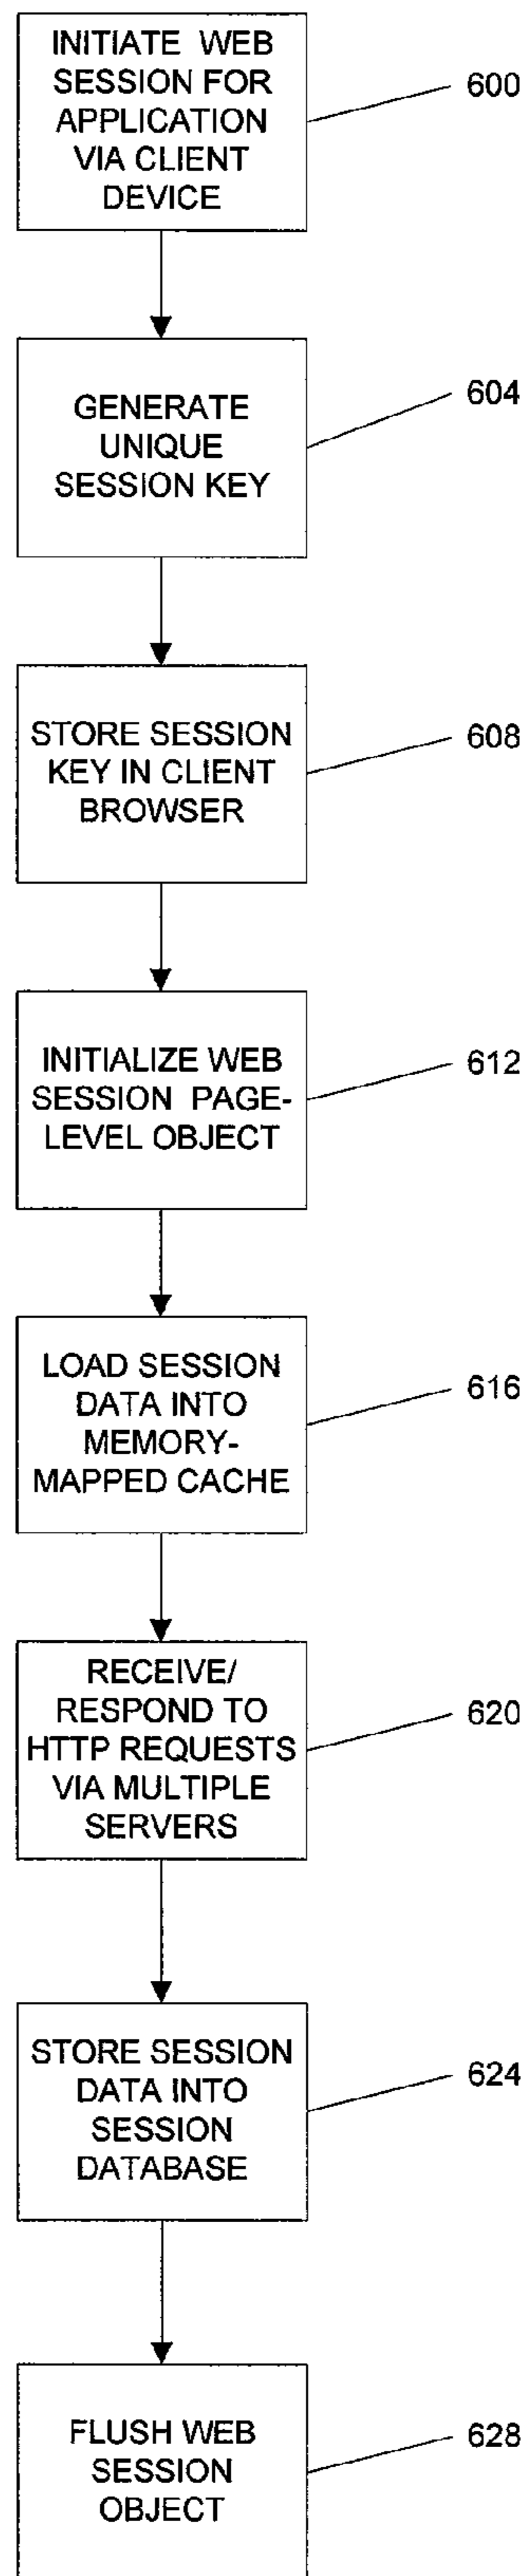 INITIATE WEB
SESSION FOR
APPLICATION
VIA CLIENT
DEVICE
600
GENERATE
UNIQUE
SESSION KEY
604
STORE SESSION
KEY IN CLIENT
BROWSER
608
INITIALIZE WEB
SESSION PAGE-
LEVEL OBJECT
612
LOAD SESSION
DATA INTO
MEMORY-
MAPPED CACHE
616
RECEIVE/
RESPOND TO
HTTP REQUESTS
VIA MULTIPLE
SERVERS
620
STORE SESSION
DATA INTO
SESSION
DATABASE
624
FLUSH WEB
SESSION
OBJECT
628